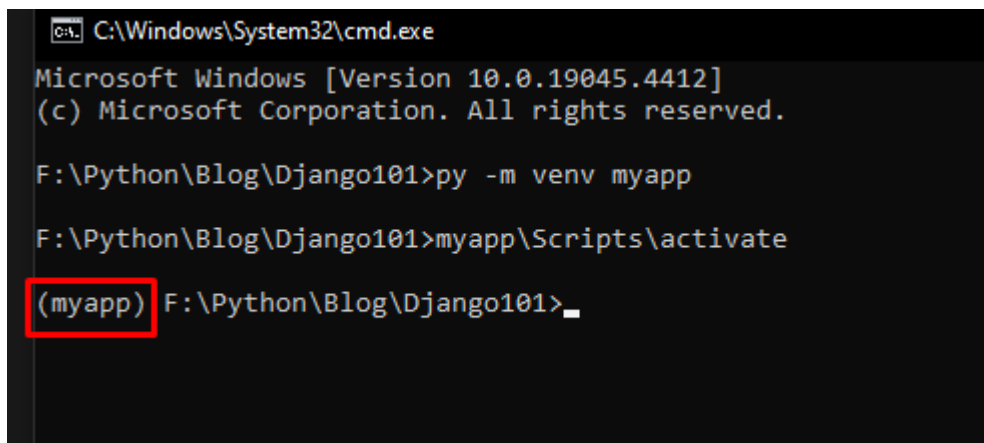 C:\Windows\System32\cmd.exe
Microsoft Windows [Version 10.0.19045.4412]
(c) Microsoft Corporation. All rights reserved.
F:\Python\Blog\Django101>py -m venv myapp
F:\Python\Blog\Django101>myapp\Scripts\activate
(myapp) F:\Python\Blog\Django101>